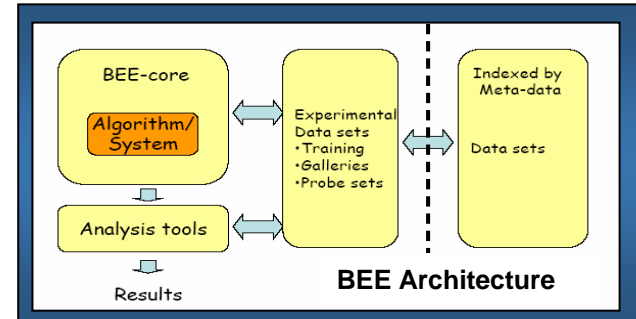 BEE-core
Algorithm/
System
Analysis tools
Results
Experimental
Data sets
•Training
•Galleries
•Probe sets
Indexed by
Meta-data
Data sets
BEE Architecture